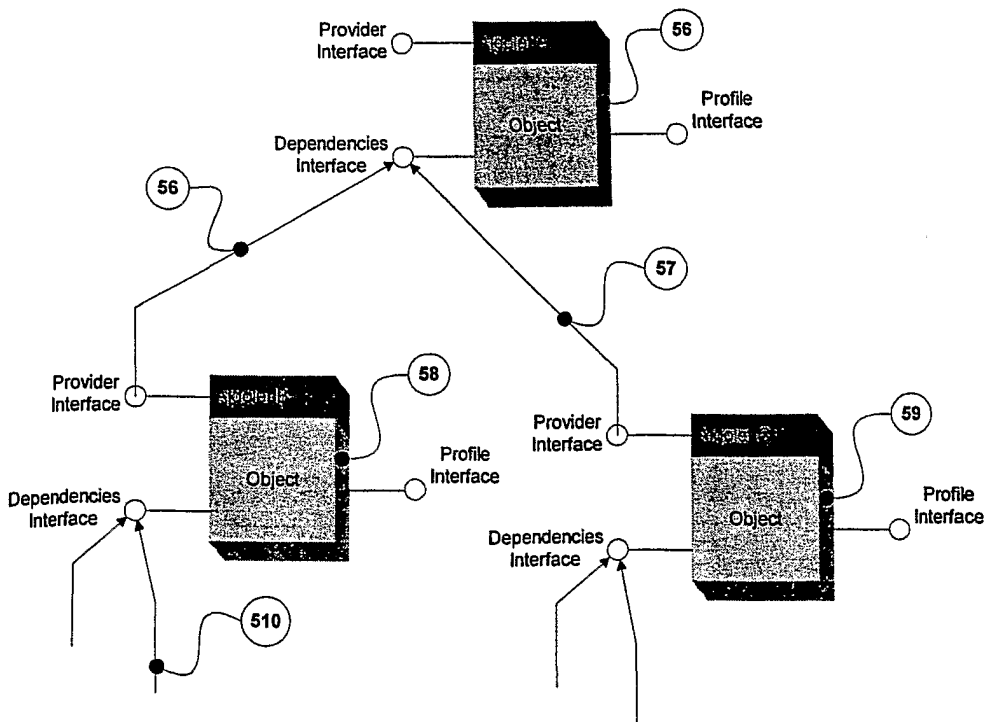 Provider
Interface
56
Object
Profile
Interface
Dependencies
Interface
56
57
Provider
Interface
58
Object
Profile
Interface
Dependencies
Interface
510
Provider
Interface
59
Object
Profile
Interface
Dependencies
Interface